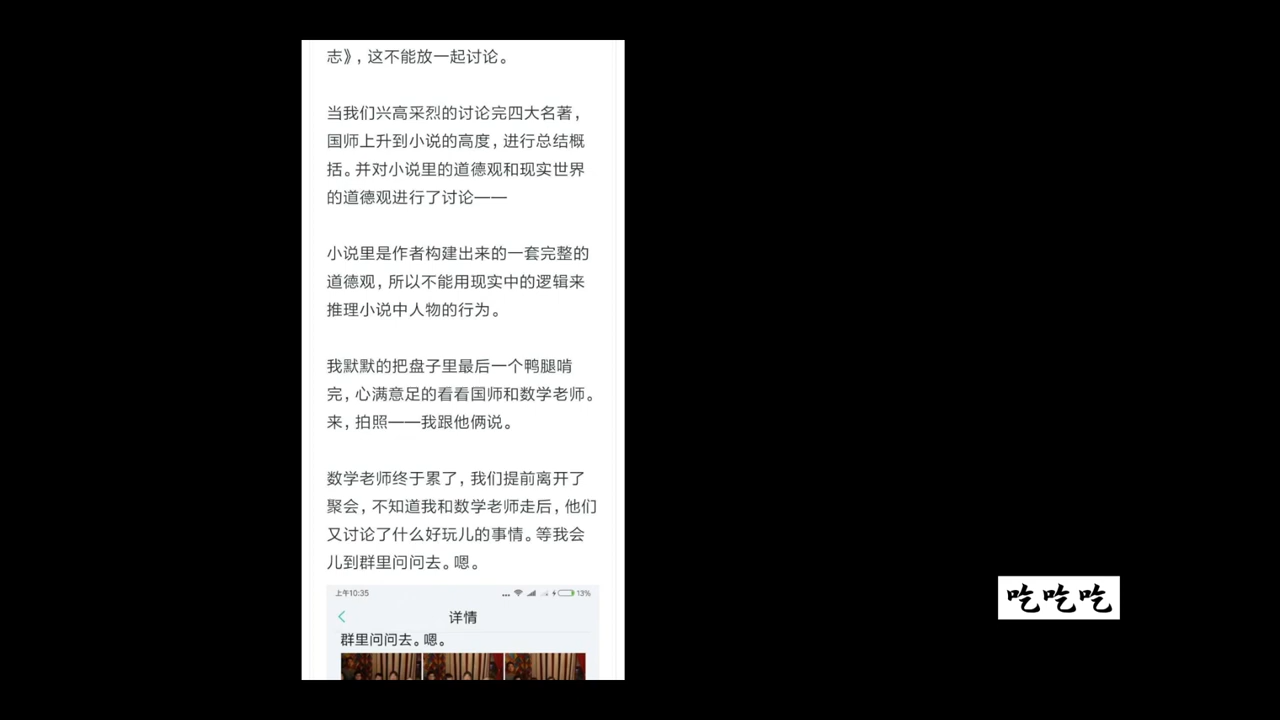 志》，这不能放一起讨论。
当我们兴高采烈的讨论完四大名著，
国师上升到小说的高度，进行总结概
括。并对小说里的道德观和现实世界
的道德观进行了讨论——
小说里是作者构建出来的一套完整的
道德观，所以不能用现实中的逻辑来
推理小说中人物的行为。
我默默的把盘子里最后一个鸭腿啃
完，心满意足的看看国师和数学老师。
来，拍照——我跟他俩说。
数学老师终于累了，我们提前离开了
聚会，不知道我和数学老师走后，他们
又讨论了什么好玩儿的事情。等我会
儿到群里问问去。嗯。
上午10:35
13%
详情
群里问问去。嗯。
吃吃吃